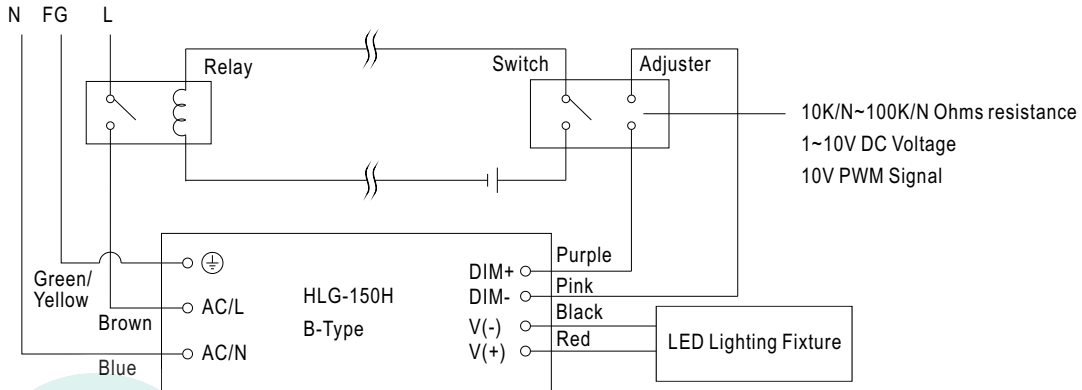 N FG L
Relay
Switch
Adjuster
10K/N~100K/N Ohms resistance
1~10V DC Voltage
10V PWM Signal
Green/
Yellow
Brown
Blue
AC/L
AC/N
HLG-150H
B-Type
DIM+
DIM-
V(-)
V(+)
Purple
Pink
Black
Red
LED Lighting Fixture